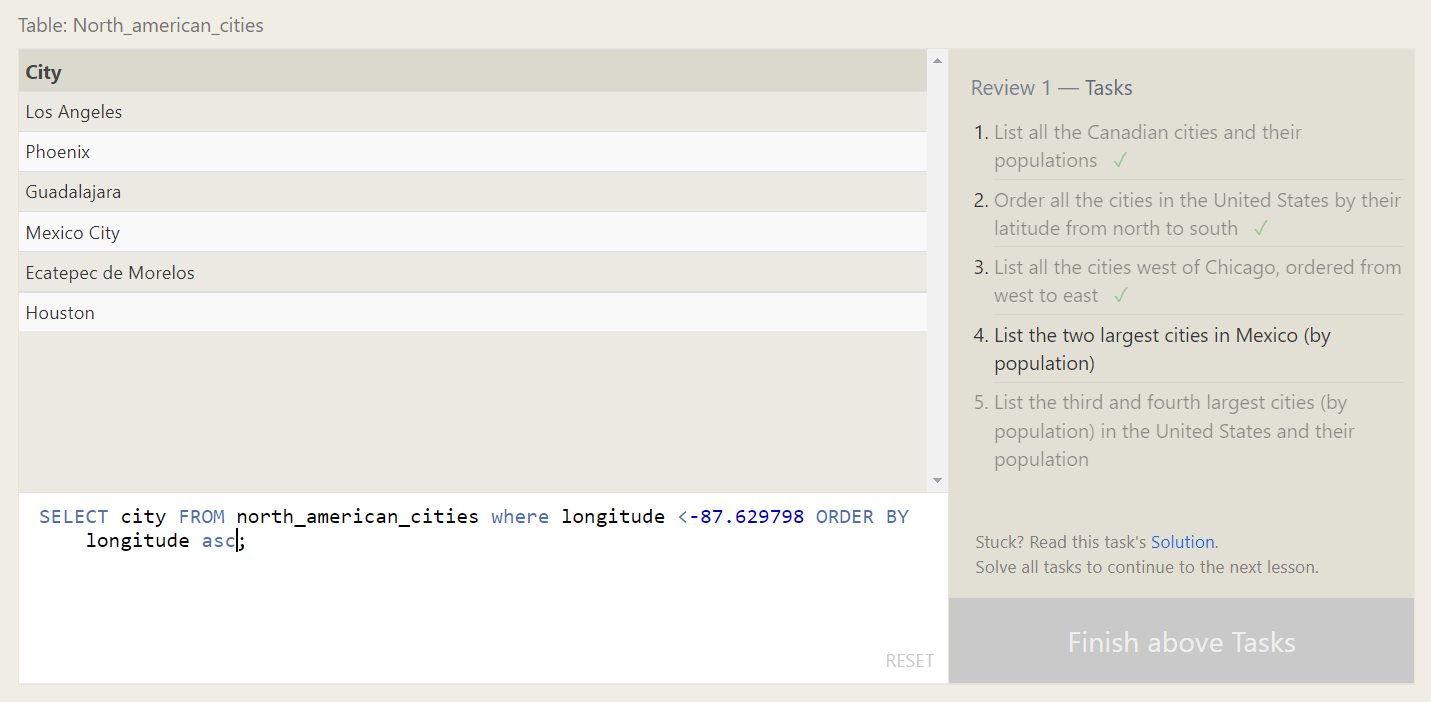 Table: North_american_cities
City
Los Angeles
Phoenix
Guadalajara
Mexico City
Ecatepec de Morelos
Houston
SELECT city FROM north_american_cities where longitude <-87.629798 ORDER BY
longitude asc;
RESET
Review 1 — Tasks
1. List all the Canadian cities and their
populations ✓
2. Order all the cities in the United States by their
latitude from north to south ✓
3. List all the cities west of Chicago, ordered from
west to east ✓
4. List the two largest cities in Mexico (by
population)
5. List the third and fourth largest cities (by
population) in the United States and their
population
Stuck? Read this task's Solution.
Solve all tasks to continue to the next lesson.
Finish above Tasks